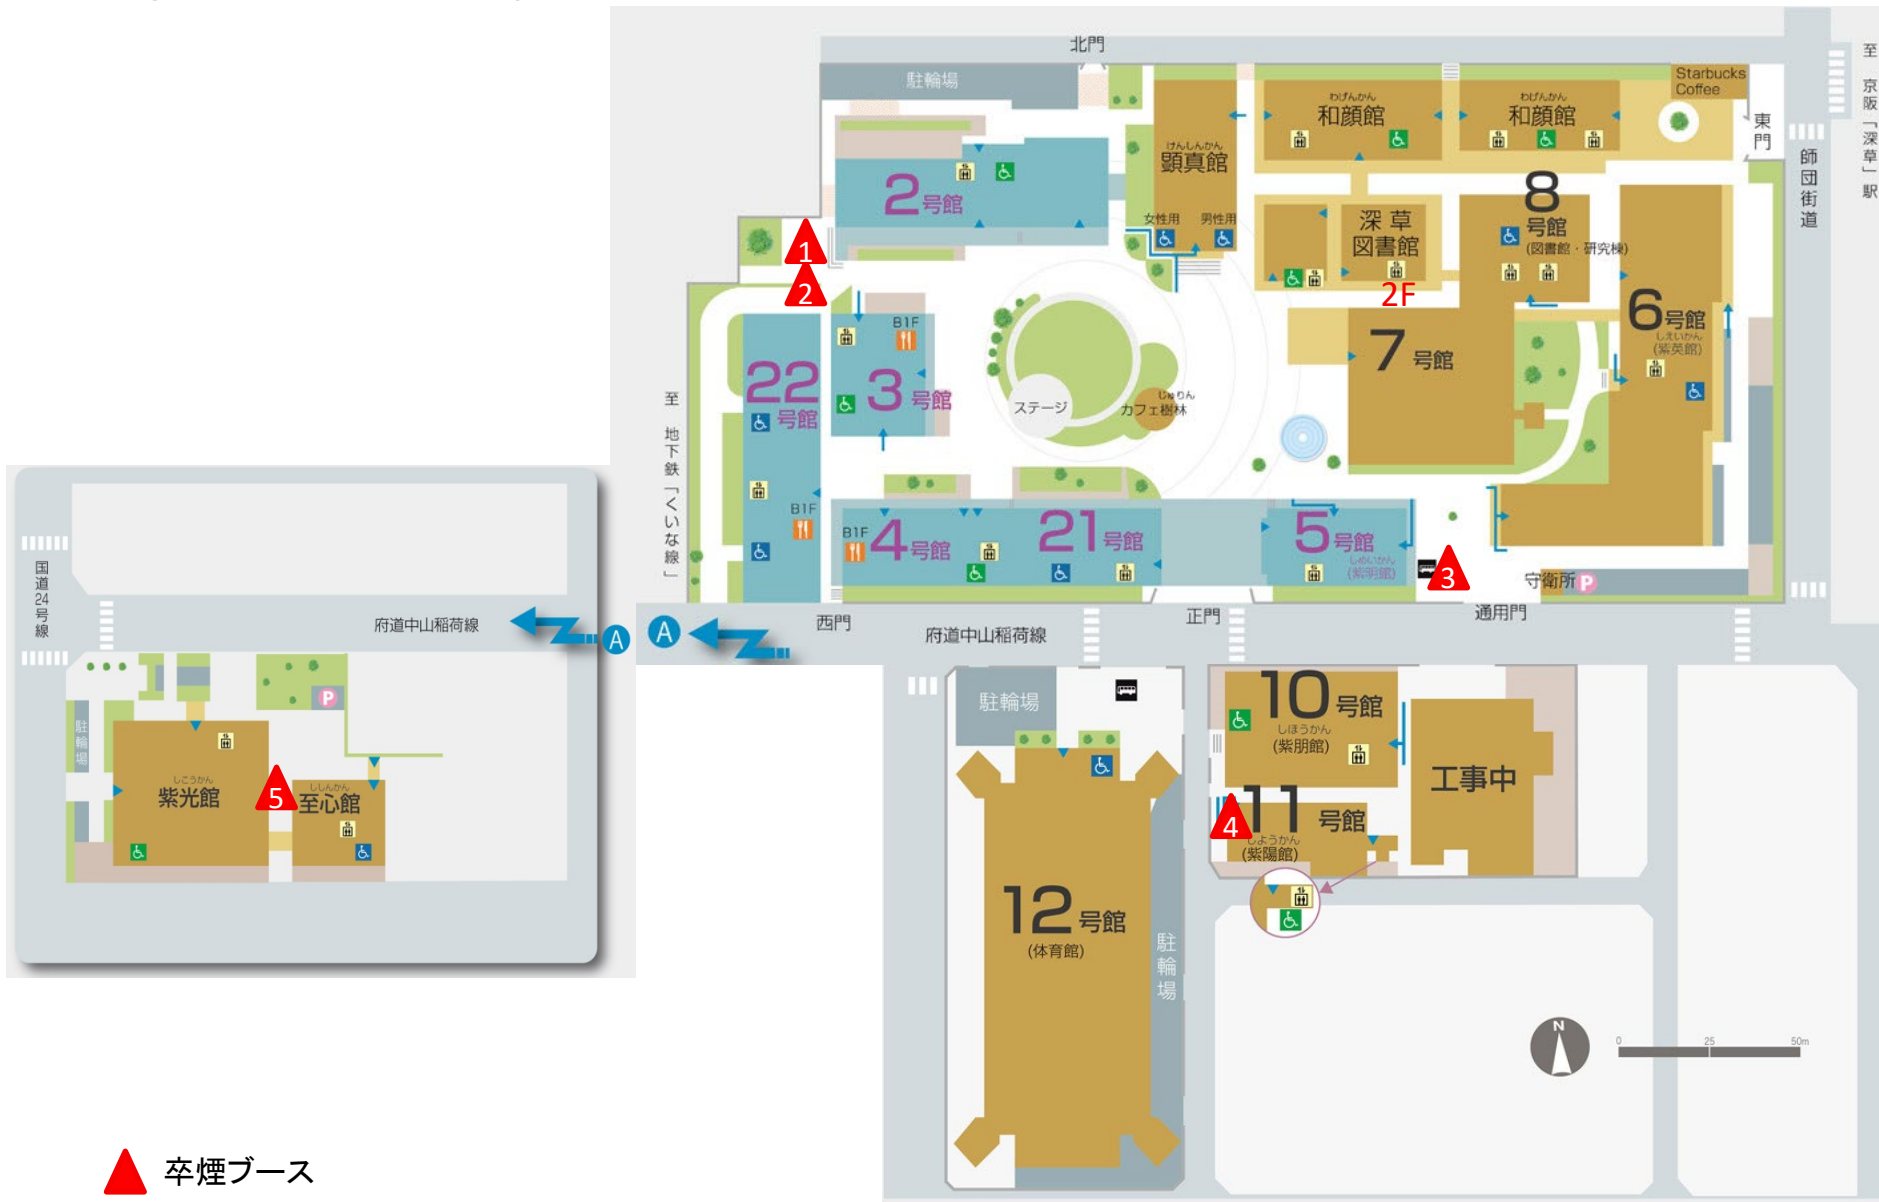 北門
駐輪場
Starbucks
Coffee
至 京阪「深草」駅
東門
師団街道
わげんかん
和顔館
わげんかん
和顔館
けんしんかん
顕真館
女性用
男性用
2号館
深草
図書館
2F
8
号館
(図書館・研究棟)
1
2
B1F
3号館
22
号館
B1F
ステージ
じゅりん
カフェ樹林
7号館
6号館
しえいかん
(紫英館)
至 地下鉄「くいな線」
B1F
4号館
21号館
5号館
しめいかん
(紫明館)
3
守衛所
P
西門
正門
通用門
国道24号線
府道中山稲荷線
A
A
府道中山稲荷線
P
駐輪場
しこうかん
紫光館
5
ししんかん
至心館
駐輪場
10号館
しほうかん
(紫朋館)
工事中
4
11号館
しようかん
(紫陽館)
12号館
(体育館)
駐輪場
N
0
25
50m
卒煙ブース